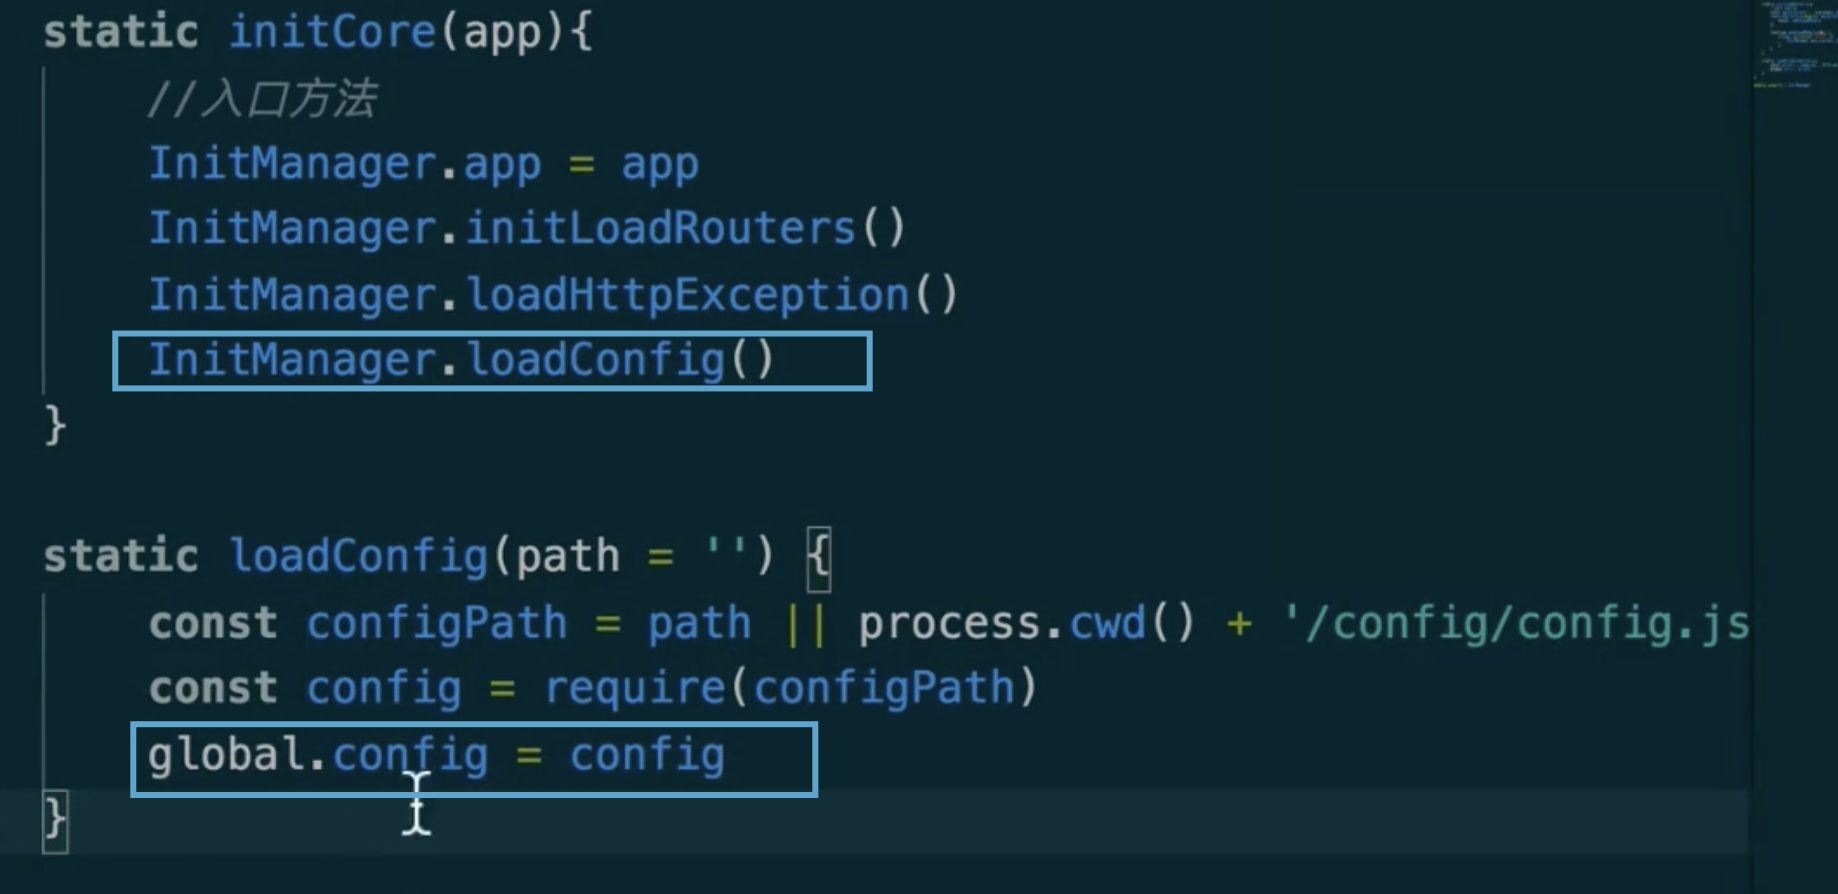 static initCore(app){
//入口方法
InitManager.app = app
InitManager.initLoadRouters()
InitManager.loadHttpException()
InitManager.loadConfig()
}
static loadConfig(path = '') {
const configPath = path || process.cwd() + '/config/config.js
const config = require(configPath)
global.config = config
}